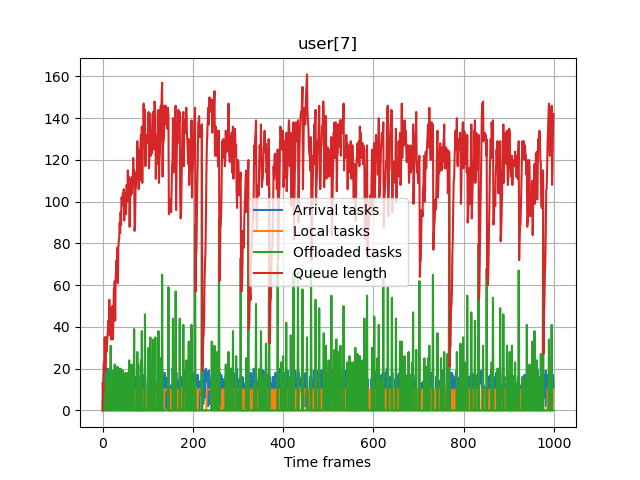 user[7]
160
140
120
100
80
60
40
20
0
Arrival tasks
Local tasks
Offloaded tasks
Queue length
0 200 400 600 800 1000
Time frames